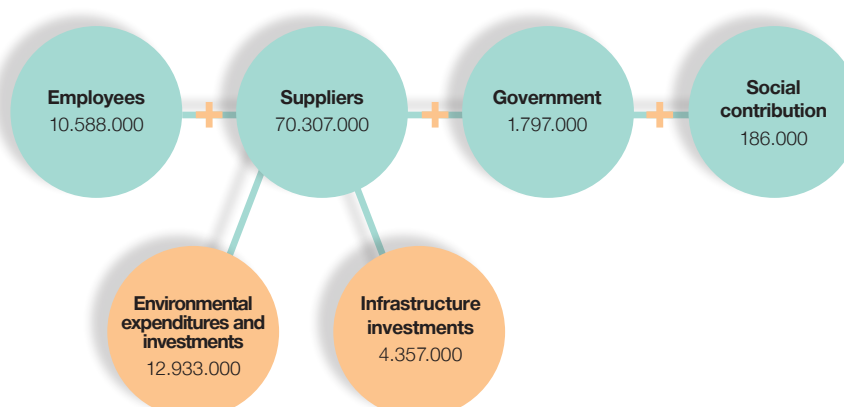 Employees
10.588.000
Suppliers
70.307.000
Government
1.797.000
Social
contribution
186.000
Environmental
expenditures and
investments
12.933.000
Infrastructure
investments
4.357.000